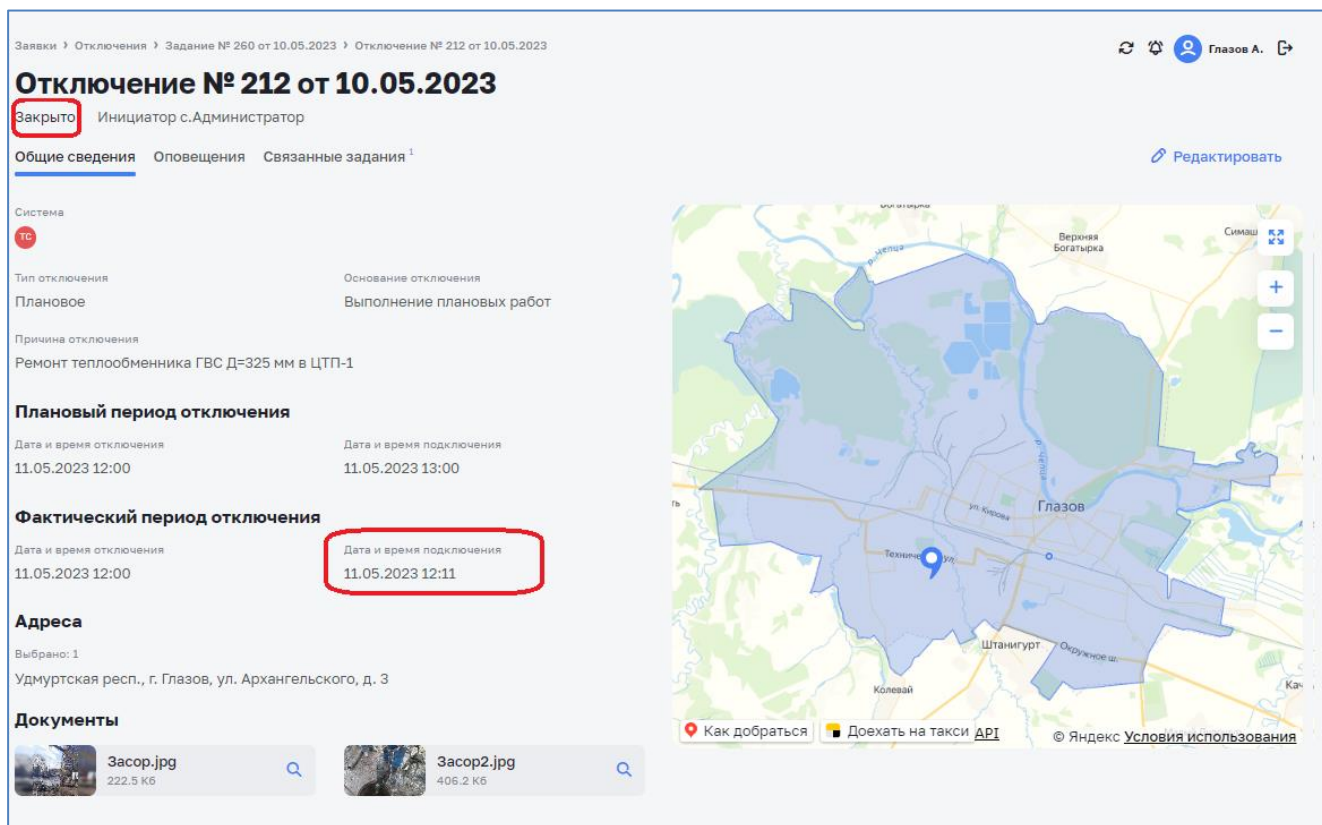 Заявки › Отключения › Задание № 260 от 10.05.2023 › Отключение № 212 от 10.05.2023
Глазов А.
Отключение № 212 от 10.05.2023
Закрыто Инициатор с.Администратор
Общие сведения Оповещения Связанные задания 1
Редактировать
Система
ТС
Тип отключения Основание отключения
Плановое Выполнение плановых работ
Причина отключения
Ремонт теплообменника ГВС Д=325 мм в ЦТП-1
Плановый период отключения
Дата и время отключения Дата и время подключения
11.05.2023 12:00 11.05.2023 13:00
Фактический период отключения
Дата и время отключения Дата и время подключения
11.05.2023 12:00 11.05.2023 12:11
Адреса
Выбрано: 1
Удмуртская респ., г. Глазов, ул. Архангельского, д. 3
Документы
Засор.jpg
222.5 Кб
Засор2.jpg
406.2 Кб
Верхняя
Богатырка
р. Чепца
+
−
р. Чепца
Глазов
ул. Кирова
Штанигурт
Окружное ш.
Колевай
Как добраться
Доехать на такси
API
© Яндекс Условия использования